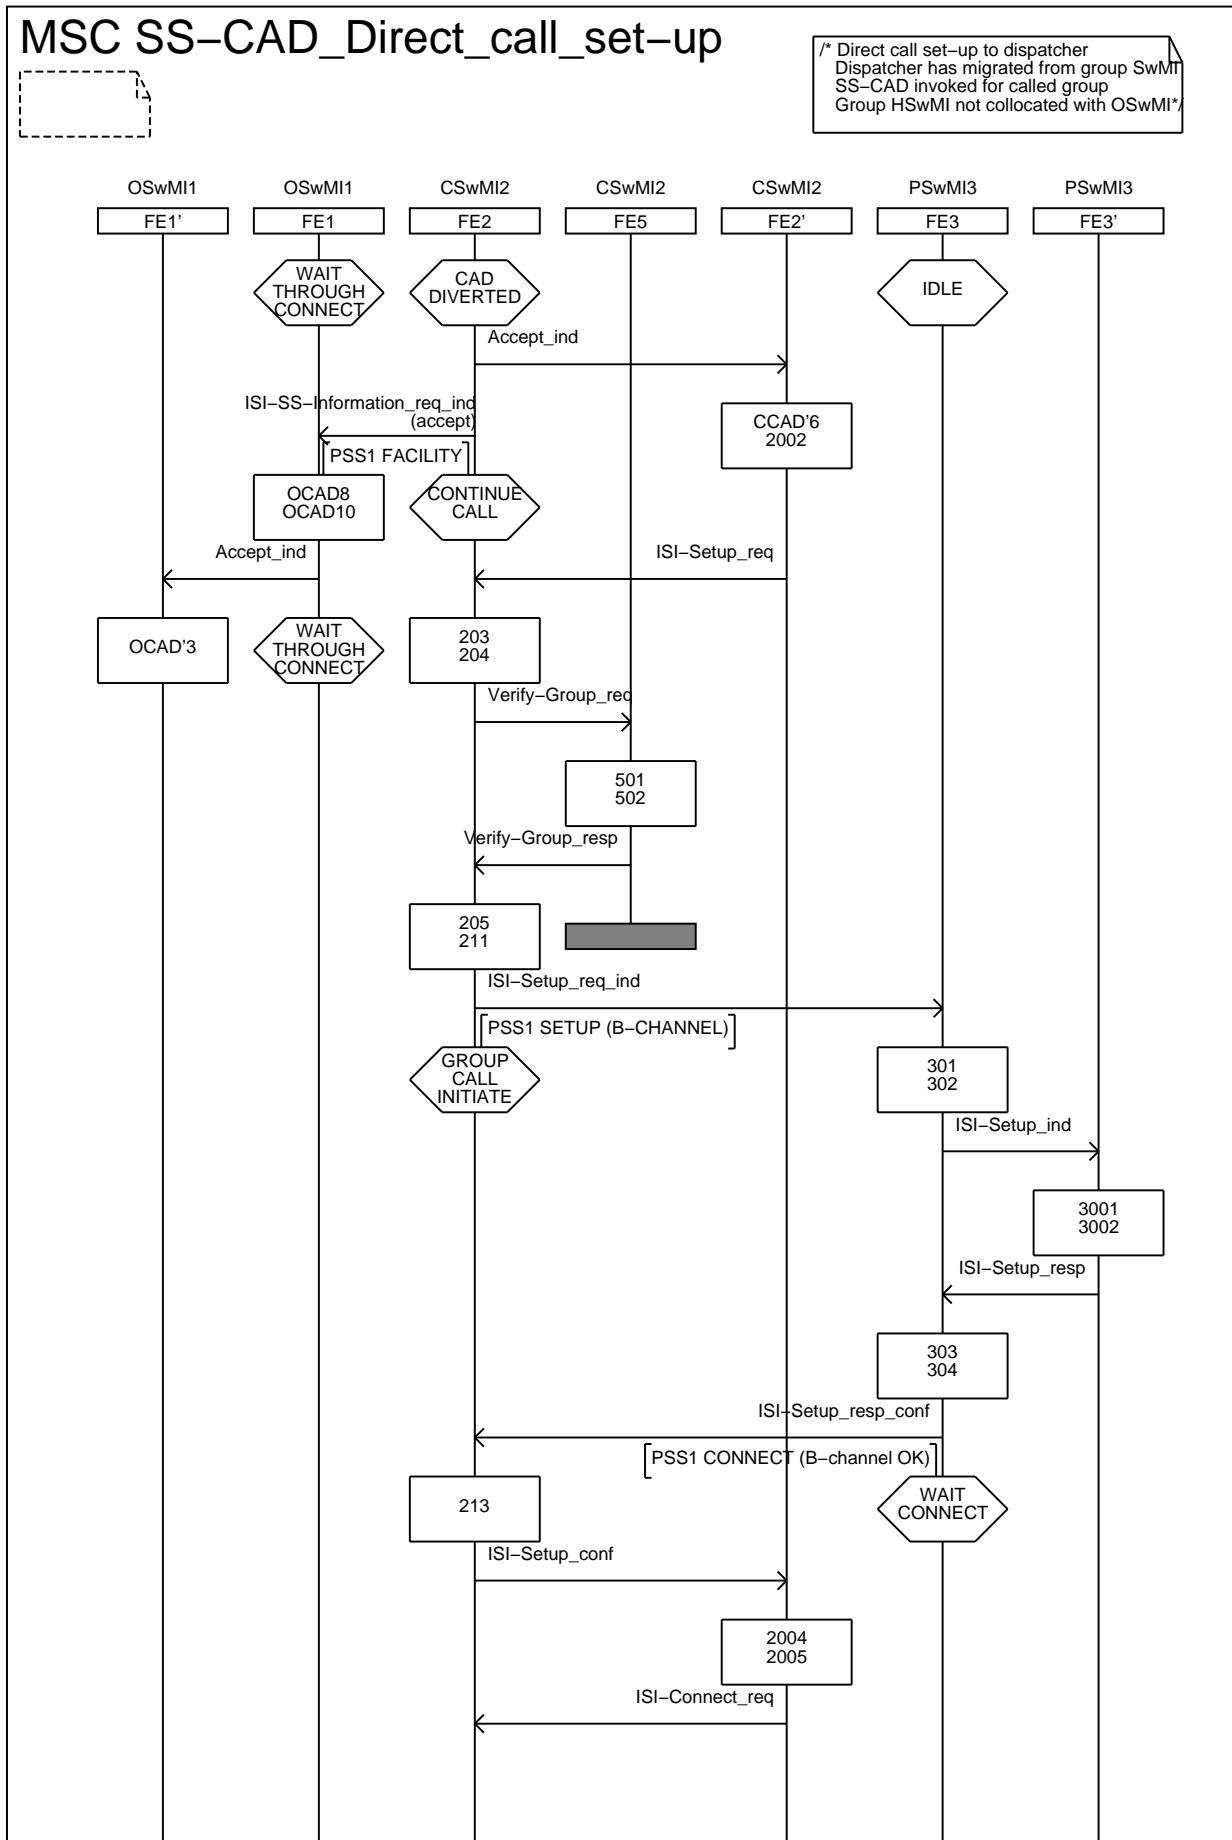 MSC SS–CAD_Direct_call_set–up
/* Direct call set–up to dispatcher
Dispatcher has migrated from group SwMI
SS–CAD invoked for called group
Group HSwMI not collocated with OSwMI*/
OSwMI1 OSwMI1 CSwMI2 CSwMI2 CSwMI2 PSwMI3 PSwMI3
FE1' FE1 FE2 FE5 FE2' FE3 FE3'
WAIT
THROUGH
CONNECT
CAD
DIVERTED
IDLE
Accept_ind
ISI–SS–Information_req_ind
(accept)
CCAD'6
2002
PSS1 FACILITY
OCAD8
OCAD10
CONTINUE
CALL
Accept_ind
ISI–Setup_req
OCAD'3
WAIT
THROUGH
CONNECT
203
204
Verify–Group_req
501
502
Verify–Group_resp
205
211
ISI–Setup_req_ind
PSS1 SETUP (B–CHANNEL)
GROUP
CALL
INITIATE
301
302
ISI–Setup_ind
3001
3002
ISI–Setup_resp
303
304
ISI–Setup_resp_conf
PSS1 CONNECT (B–channel OK)
213
WAIT
CONNECT
ISI–Setup_conf
2004
2005
ISI–Connect_req